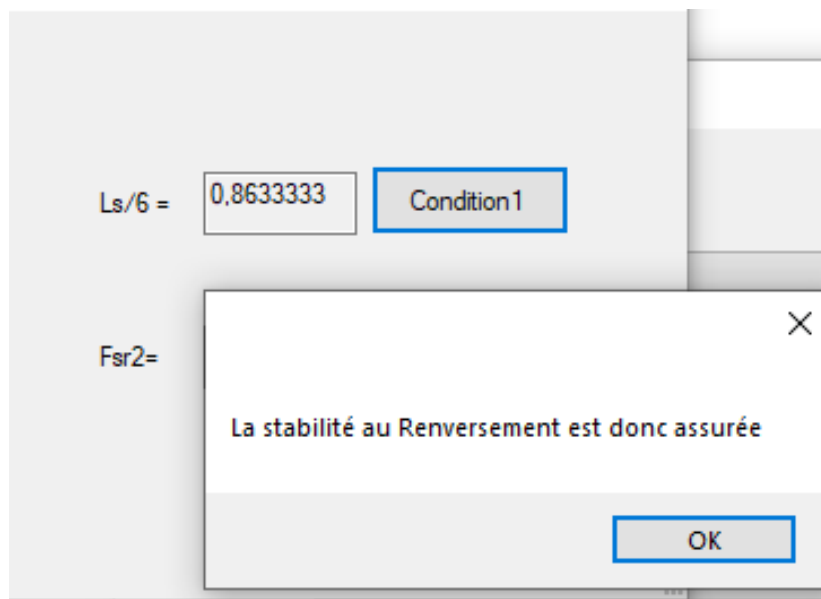 Ls/6 = 0,8633333 Condition1
Fsr2=
La stabilité au Renversement est donc assurée
OK